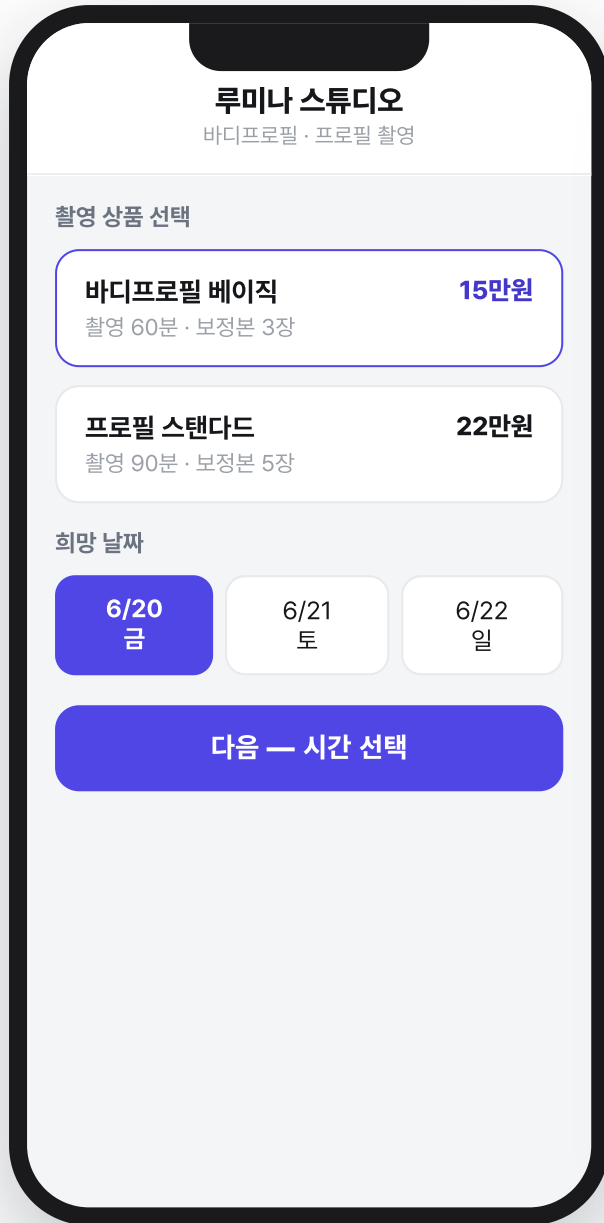 루미나 스튜디오
바디프로필 · 프로필 촬영
촬영 상품 선택
바디프로필 베이직 15만원
촬영 60분 · 보정본 3장
프로필 스탠다드 22만원
촬영 90분 · 보정본 5장
희망 날짜
6/20 6/21 6/22
금 토 일
다음 — 시간 선택